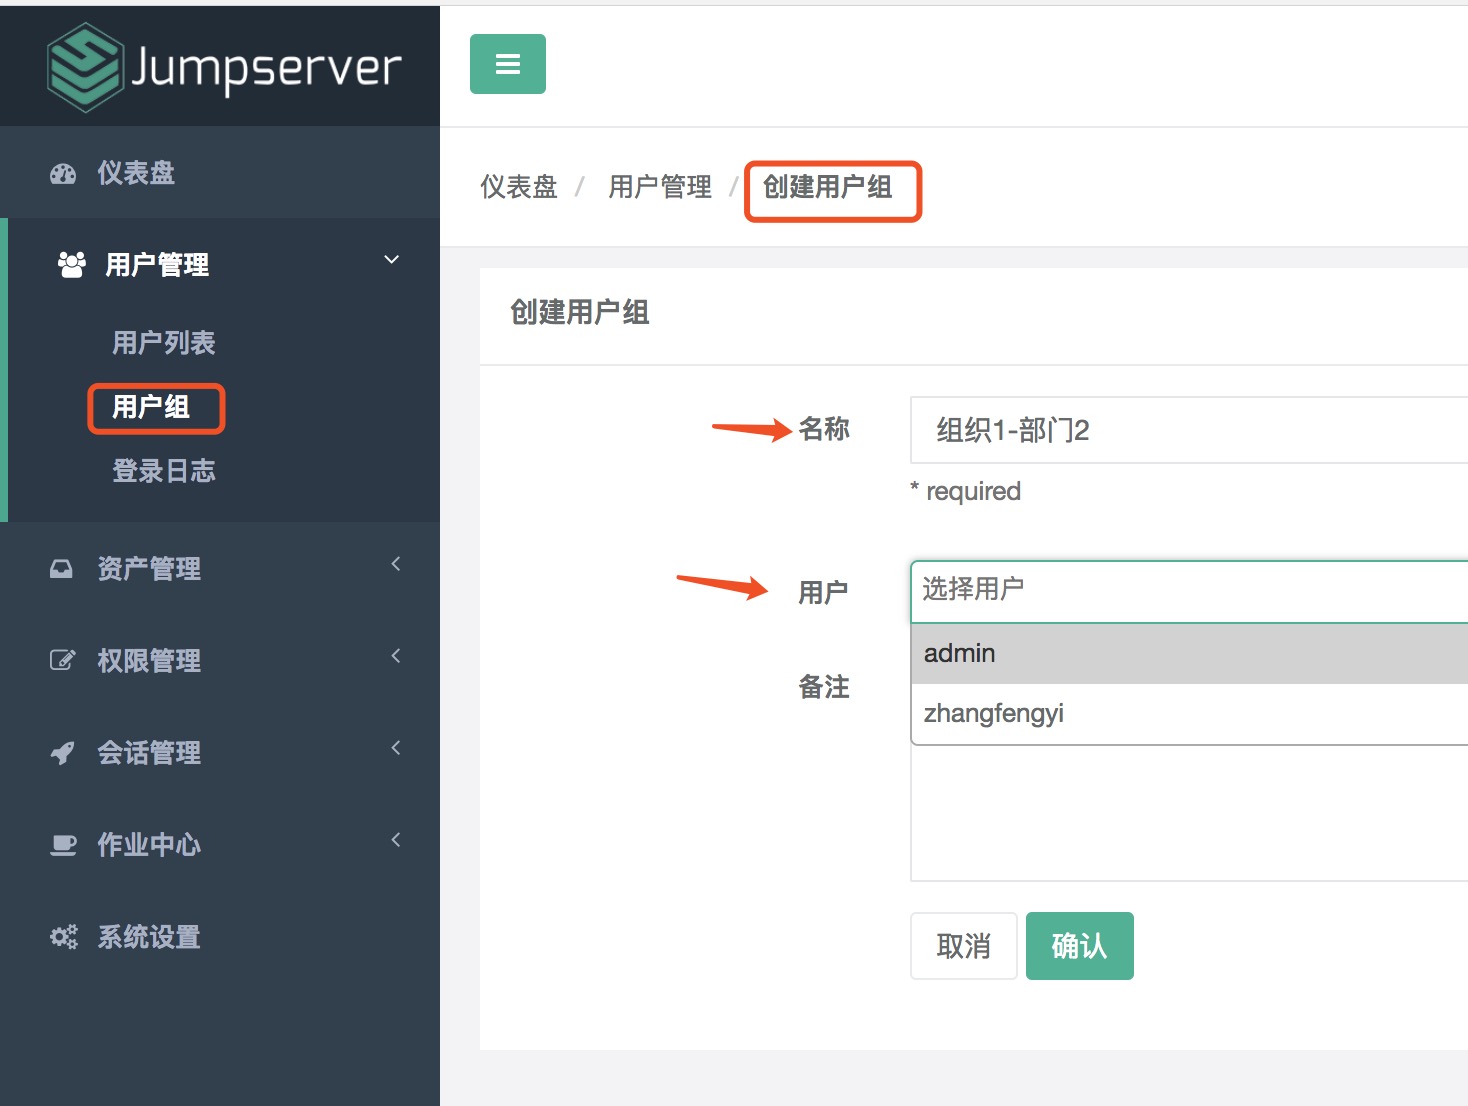 Jumpserver
仪表盘
用户管理
用户列表
用户组
登录日志
资产管理
权限管理
会话管理
作业中心
系统设置
仪表盘 / 用户管理 / 创建用户组
创建用户组
名称
组织1-部门2
* required
用户
选择用户
admin
zhangfengyi
备注
取消
确认